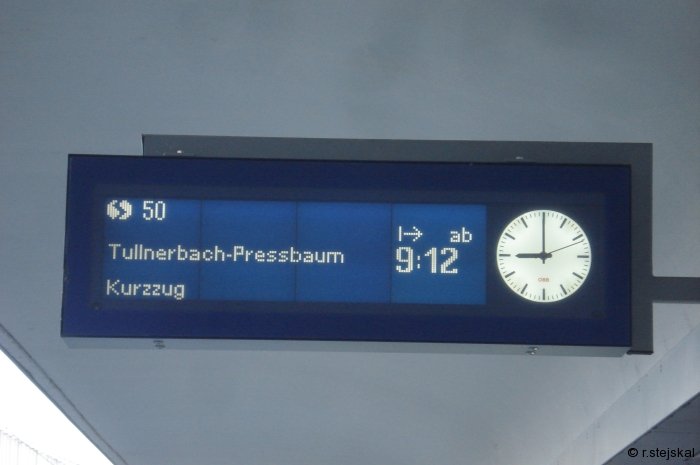 50
ab
Tullnerbach-Pressbaum
9:12
Kurzzug
ÖBB
© r.stejskal